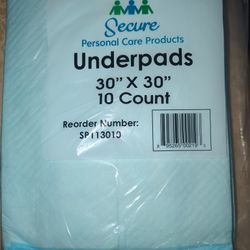 Secure
Personal Care Products
Underpads
30" X 30"
10 Count
Reorder Number:
SP113010